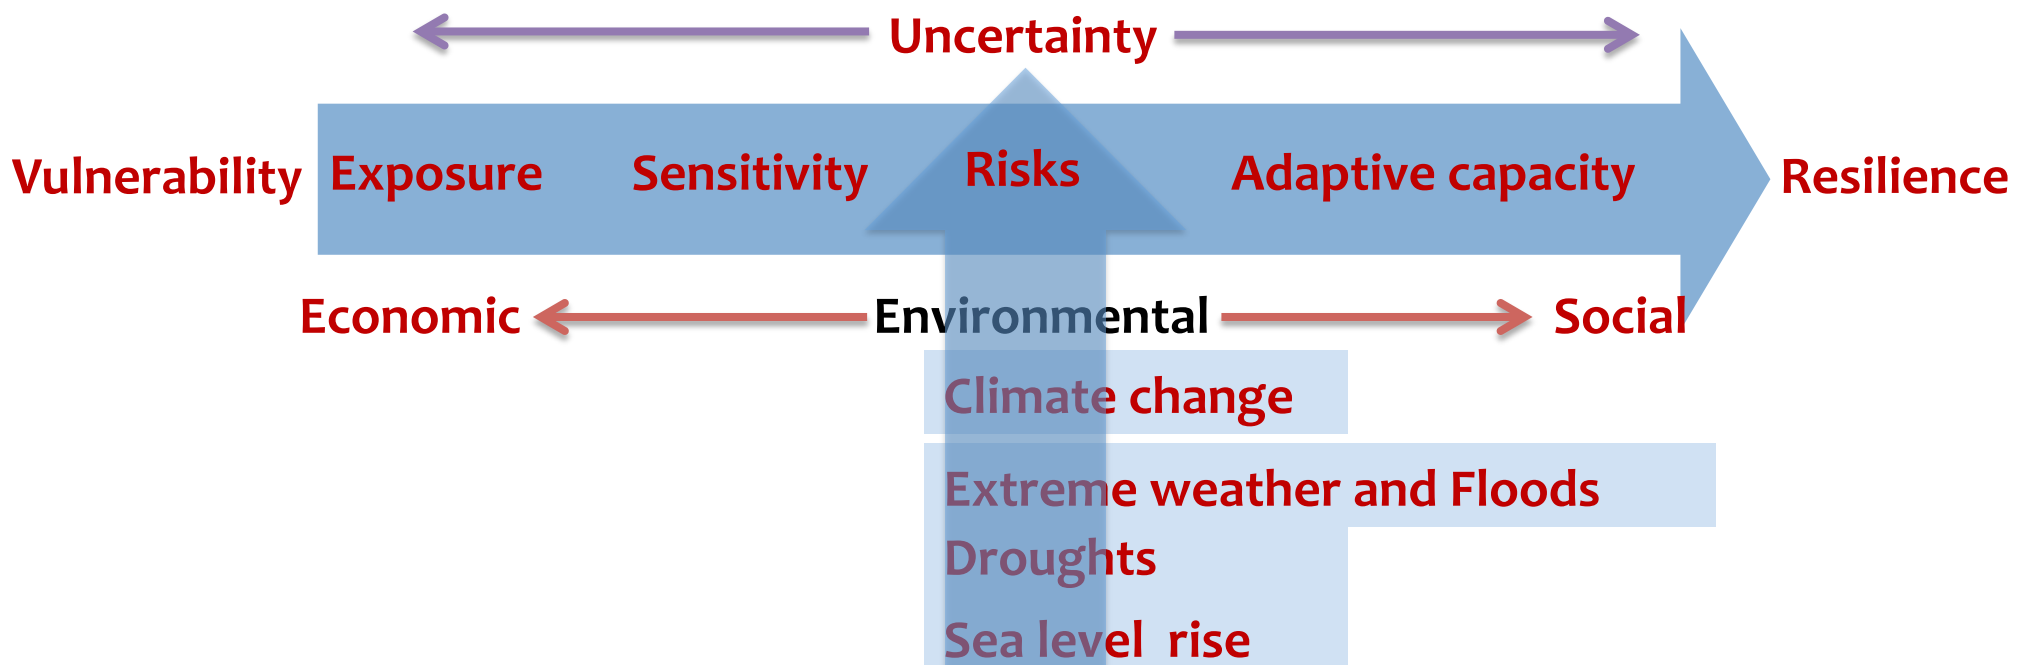 Uncertainty
Vulnerability Exposure Sensitivity Risks Adaptive capacity Resilience
Economic Environmental Social
Climate change
Extreme weather and Floods
Droughts
Sea level rise